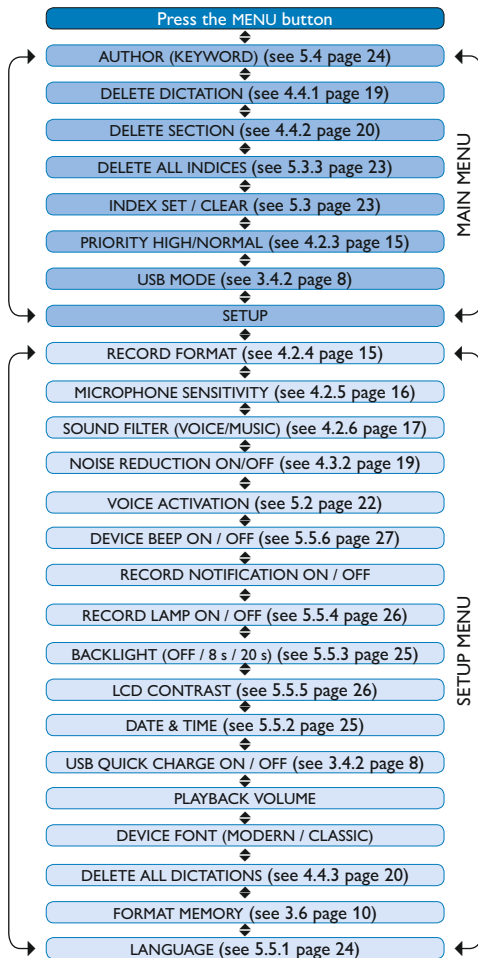 Press the MENU button
AUTHOR (KEYWORD) (see 5.4 page 24)
DELETE DICTATION (see 4.4.1 page 19)
DELETE SECTION (see 4.4.2 page 20)
DELETE ALL INDICES (see 5.3.3 page 23)
INDEX SET / CLEAR (see 5.3 page 23)
PRIORITY HIGH/NORMAL (see 4.2.3 page 15)
USB MODE (see 3.4.2 page 8)
SETUP
MAIN MENU
RECORD FORMAT (see 4.2.4 page 15)
MICROPHONE SENSITIVITY (see 4.2.5 page 16)
SOUND FILTER (VOICE/MUSIC) (see 4.2.6 page 17)
NOISE REDUCTION ON/OFF (see 4.3.2 page 19)
VOICE ACTIVATION (see 5.2 page 22)
DEVICE BEEP ON / OFF (see 5.5.6 page 27)
RECORD NOTIFICATION ON / OFF
RECORD LAMP ON / OFF (see 5.5.4 page 26)
BACKLIGHT (OFF / 8 s / 20 s) (see 5.5.3 page 25)
LCD CONTRAST (see 5.5.5 page 26)
DATE & TIME (see 5.5.2 page 25)
USB QUICK CHARGE ON / OFF (see 3.4.2 page 8)
PLAYBACK VOLUME
DEVICE FONT (MODERN / CLASSIC)
DELETE ALL DICTATIONS (see 4.4.3 page 20)
FORMAT MEMORY (see 3.6 page 10)
LANGUAGE (see 5.5.1 page 24)
SETUP MENU